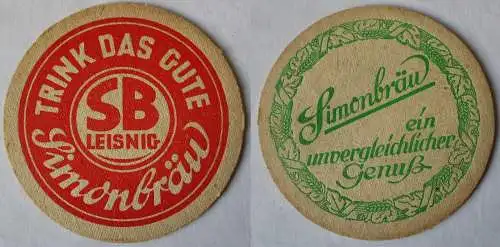 TRINK DAS GUTE
SB
LEISNIG
Simonbräu
Simonbräu
ein
unvergleichlicher
Genuß